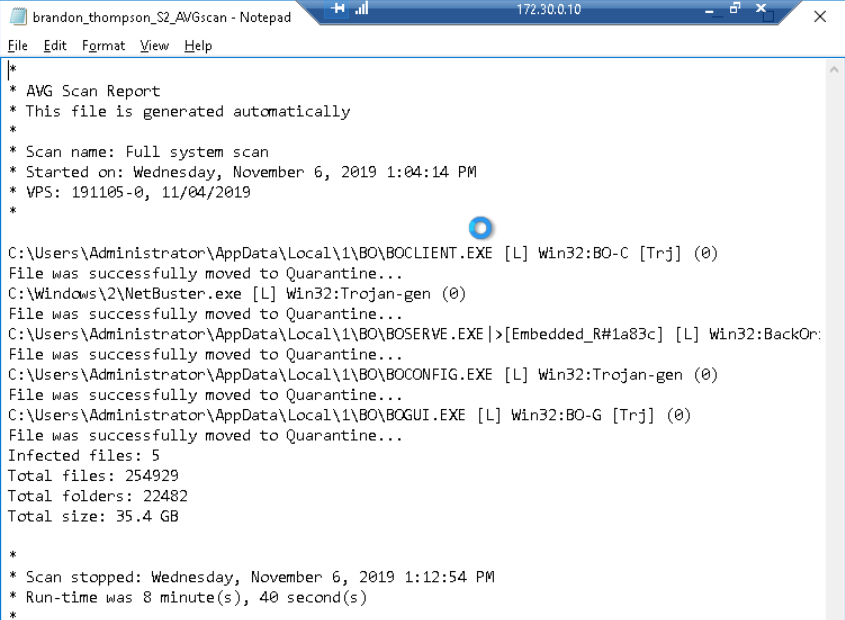 brandon_thompson_S2_AVGscan - Notepad
172.30.0.10
File Edit Format View Help
*
* AVG Scan Report
* This file is generated automatically
*
* Scan name: Full system scan
* Started on: Wednesday, November 6, 2019 1:04:14 PM
* VPS: 191105-0, 11/04/2019
*
C:\Users\Administrator\AppData\Local\1\BO\BOCLIENT.EXE [L] Win32:BO-C [Trj] (0)
File was successfully moved to Quarantine...
C:\Windows\2\NetBuster.exe [L] Win32:Trojan-gen (0)
File was successfully moved to Quarantine...
C:\Users\Administrator\AppData\Local\1\BO\BOSERVE.EXE|>[Embedded_R#1a83c] [L] Win32:BackOr
File was successfully moved to Quarantine...
C:\Users\Administrator\AppData\Local\1\BO\BOCONFIG.EXE [L] Win32:Trojan-gen (0)
File was successfully moved to Quarantine...
C:\Users\Administrator\AppData\Local\1\BO\BOGUI.EXE [L] Win32:BO-G [Trj] (0)
File was successfully moved to Quarantine...
Infected files: 5
Total files: 254929
Total folders: 22482
Total size: 35.4 GB
*
* Scan stopped: Wednesday, November 6, 2019 1:12:54 PM
* Run-time was 8 minute(s), 40 second(s)
*